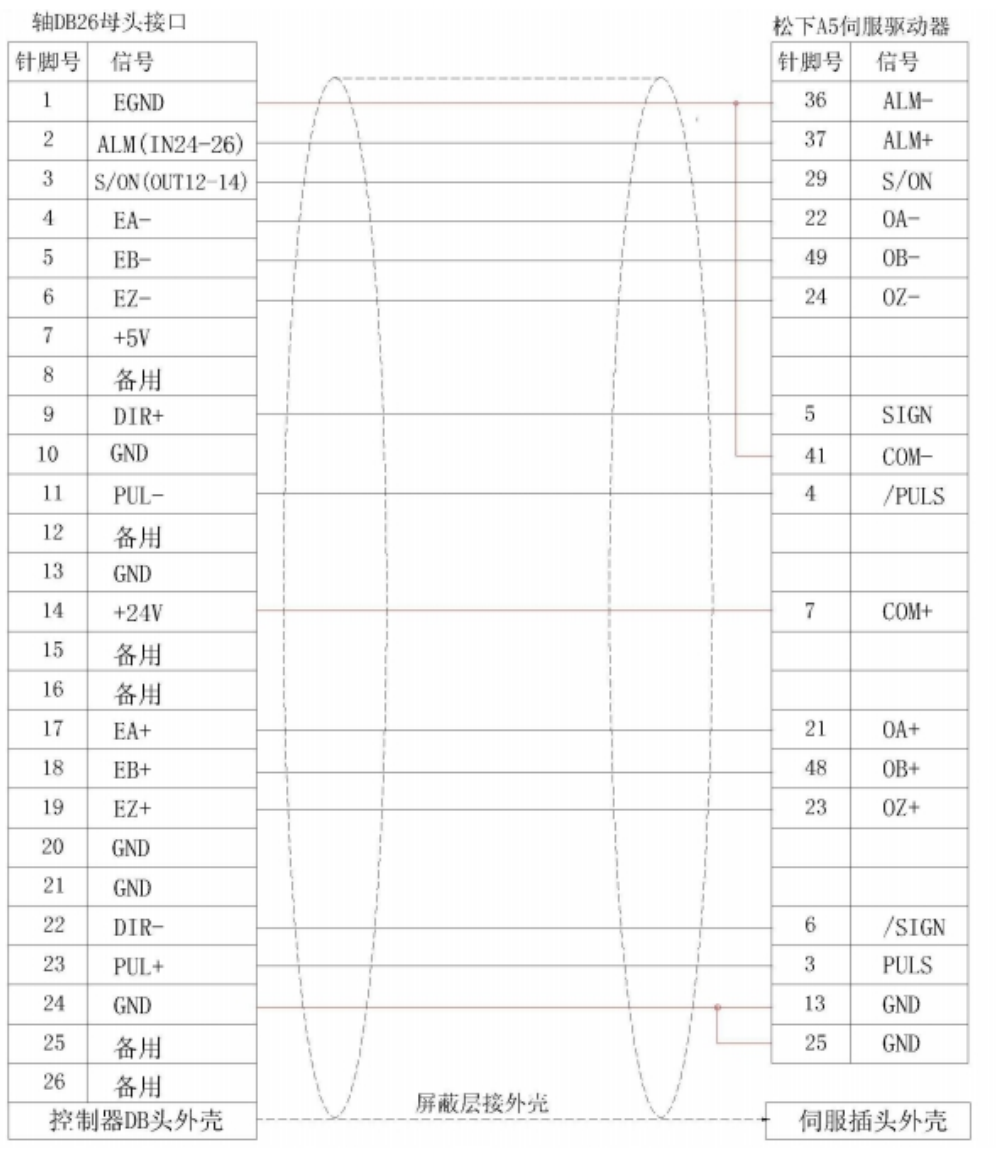 轴DB26母头接口 松下A5伺服驱动器
针脚号 信号 针脚号 信号
1 EGND 36 ALM-
2 ALM(IN24-26) 37 ALM+
3 S/ON(OUT12-14) 29 S/ON
4 EA- 22 OA-
5 EB- 49 OB-
6 EZ- 24 OZ-
7 +5V
8 备用
9 DIR+ 5 SIGN
10 GND 41 COM-
11 PUL- 4 /PULS
12 备用
13 GND
14 +24V 7 COM+
15 备用
16 备用
17 EA+ 21 OA+
18 EB+ 48 OB+
19 EZ+ 23 OZ+
20 GND
21 GND
22 DIR- 6 /SIGN
23 PUL+ 3 PULS
24 GND 13 GND
25 备用 25 GND
26 备用
控制器DB头外壳 屏蔽层接外壳 伺服插头外壳